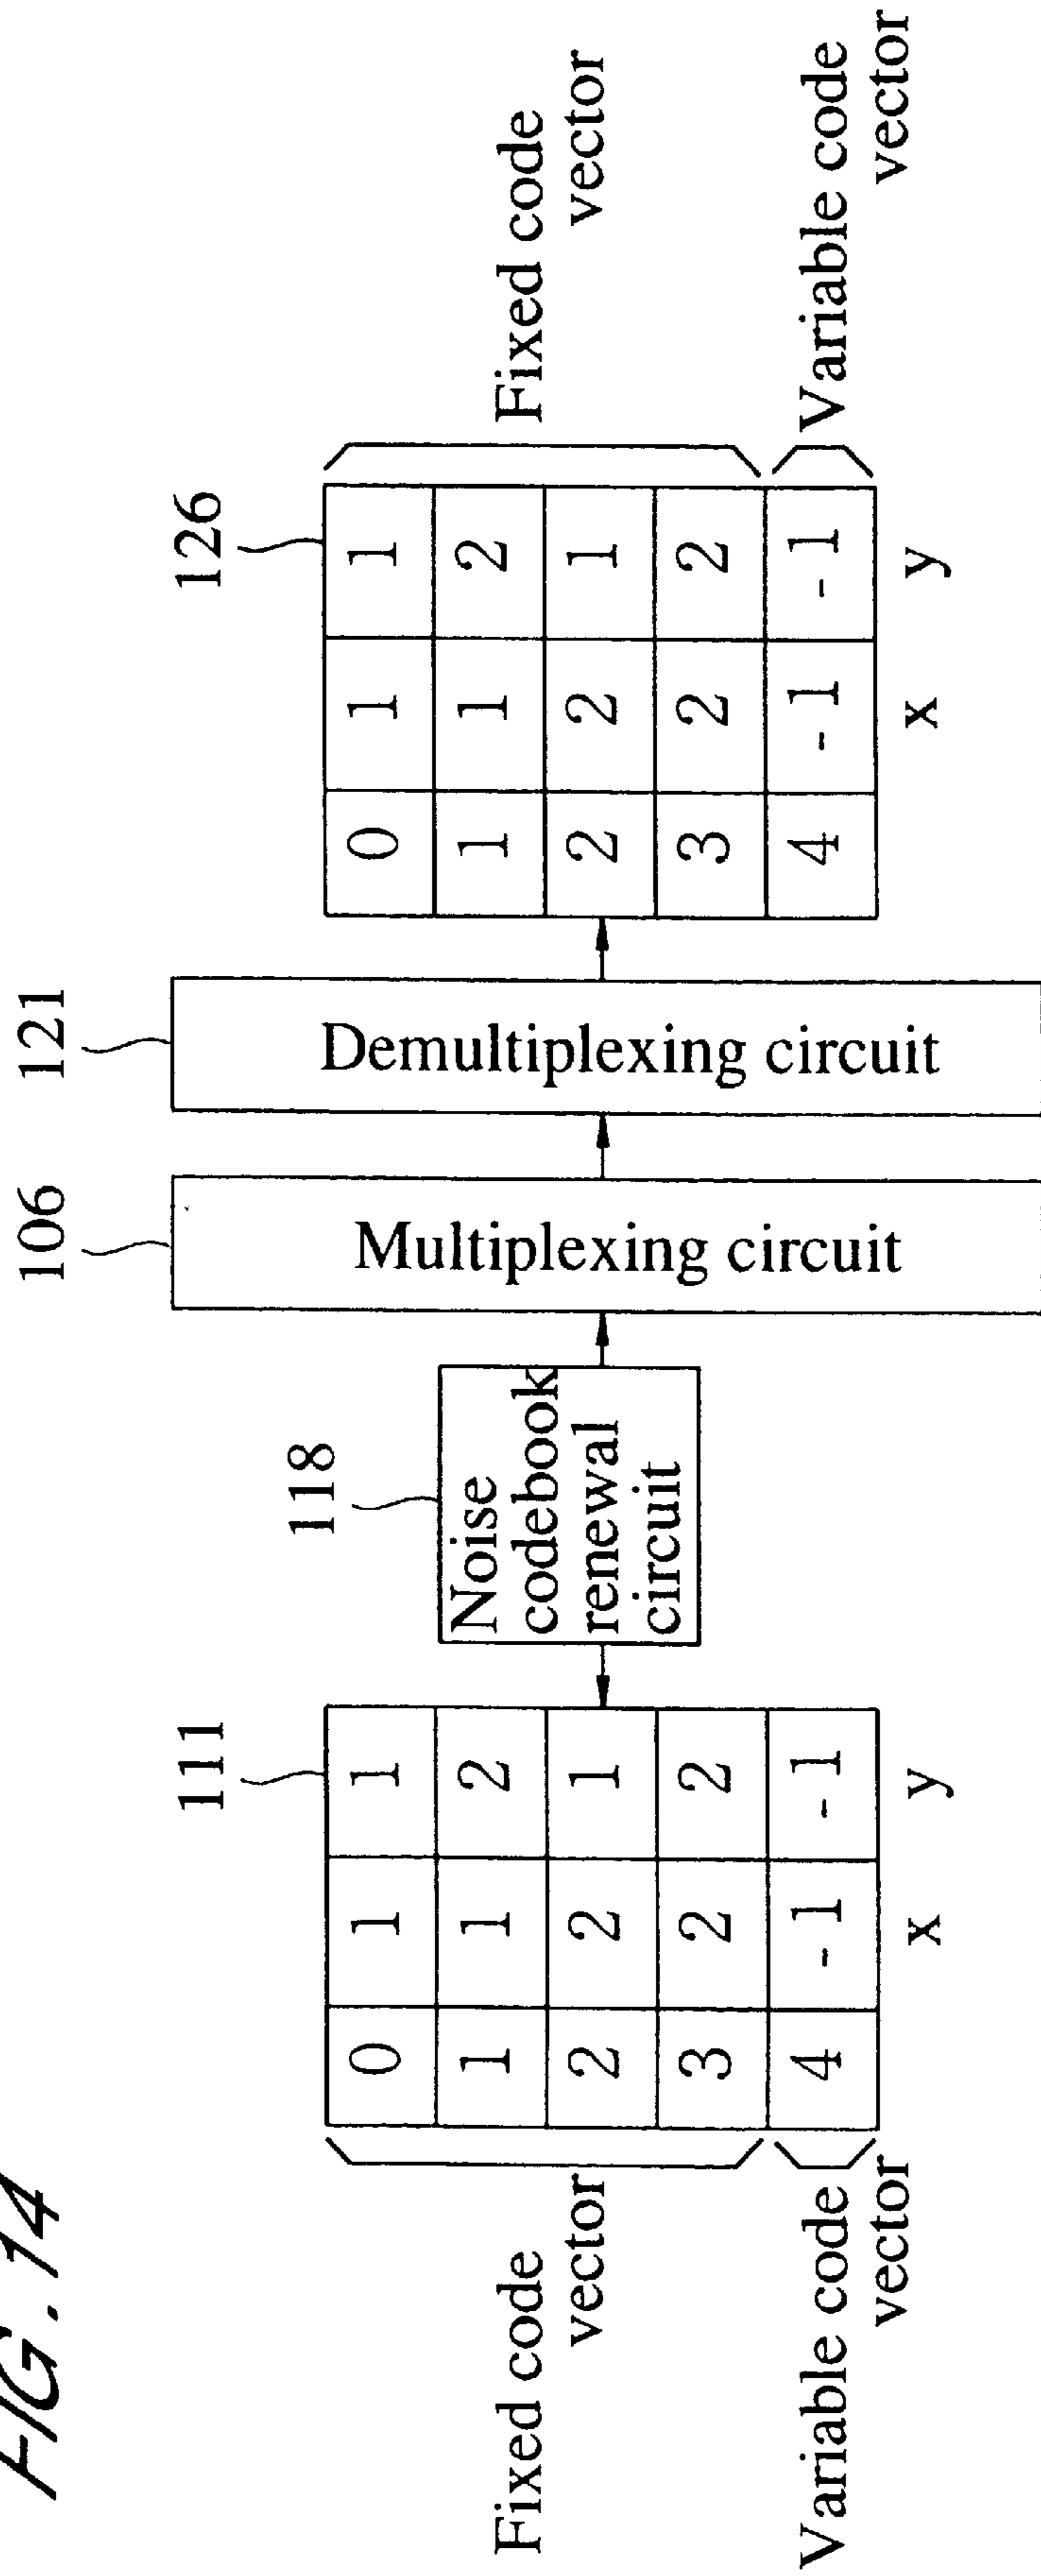 FIG. 14
111
118
106
121
126
Fixed code
vector
Variable code
vector
0 1 1
1 1 2
2 2 1
3 2 2
4 -1 -1
x y
Noise
codebook
renewal
circuit
Multiplexing circuit
Demultiplexing circuit
0 1 1
1 1 2
2 2 1
3 2 2
4 -1 -1
x y
Fixed code
vector
Variable code
vector